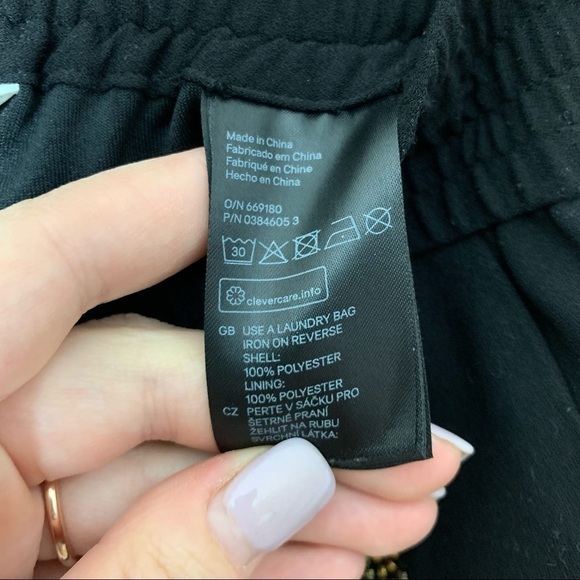 Made in China
Fabricado em China
Fabriqué en Chine
Hecho en China
O/N 669180
P/N 0384605 3
30
clevercare.info
GB USE A LAUNDRY BAG
IRON ON REVERSE
SHELL:
100% POLYESTER
LINING:
100% POLYESTER
CZ PERTE V SÁČKU PRO
ŠETRNÉ PRANÍ
ŽEHLIT NA RUBU
SVRCHNÍ LÁTKA: